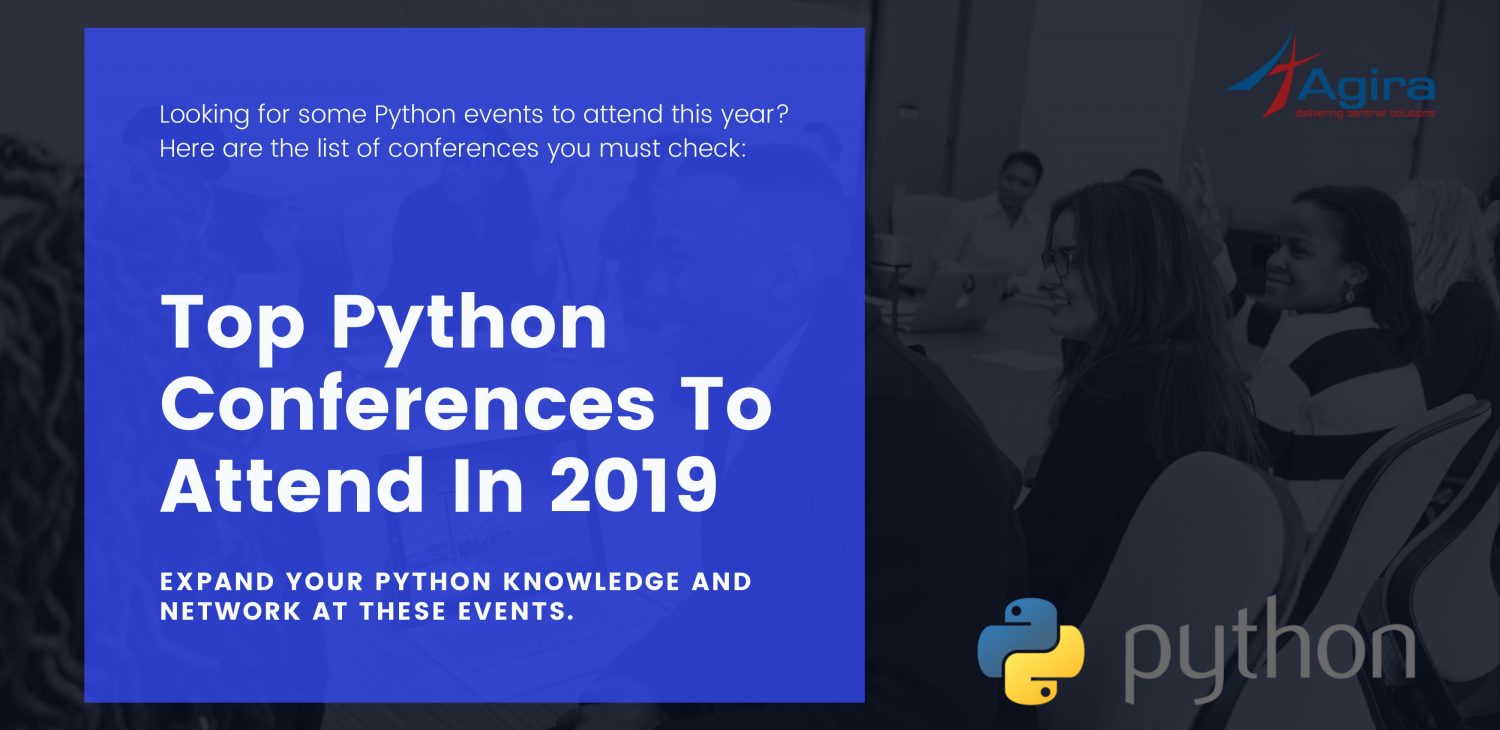 Looking for some Python events to attend this year?
Here are the list of conferences you must check:
Top Python
Conferences To
Attend In 2019
EXPAND YOUR PYTHON KNOWLEDGE AND
NETWORK AT THESE EVENTS.
Agira
delivering sentinel solutions
python